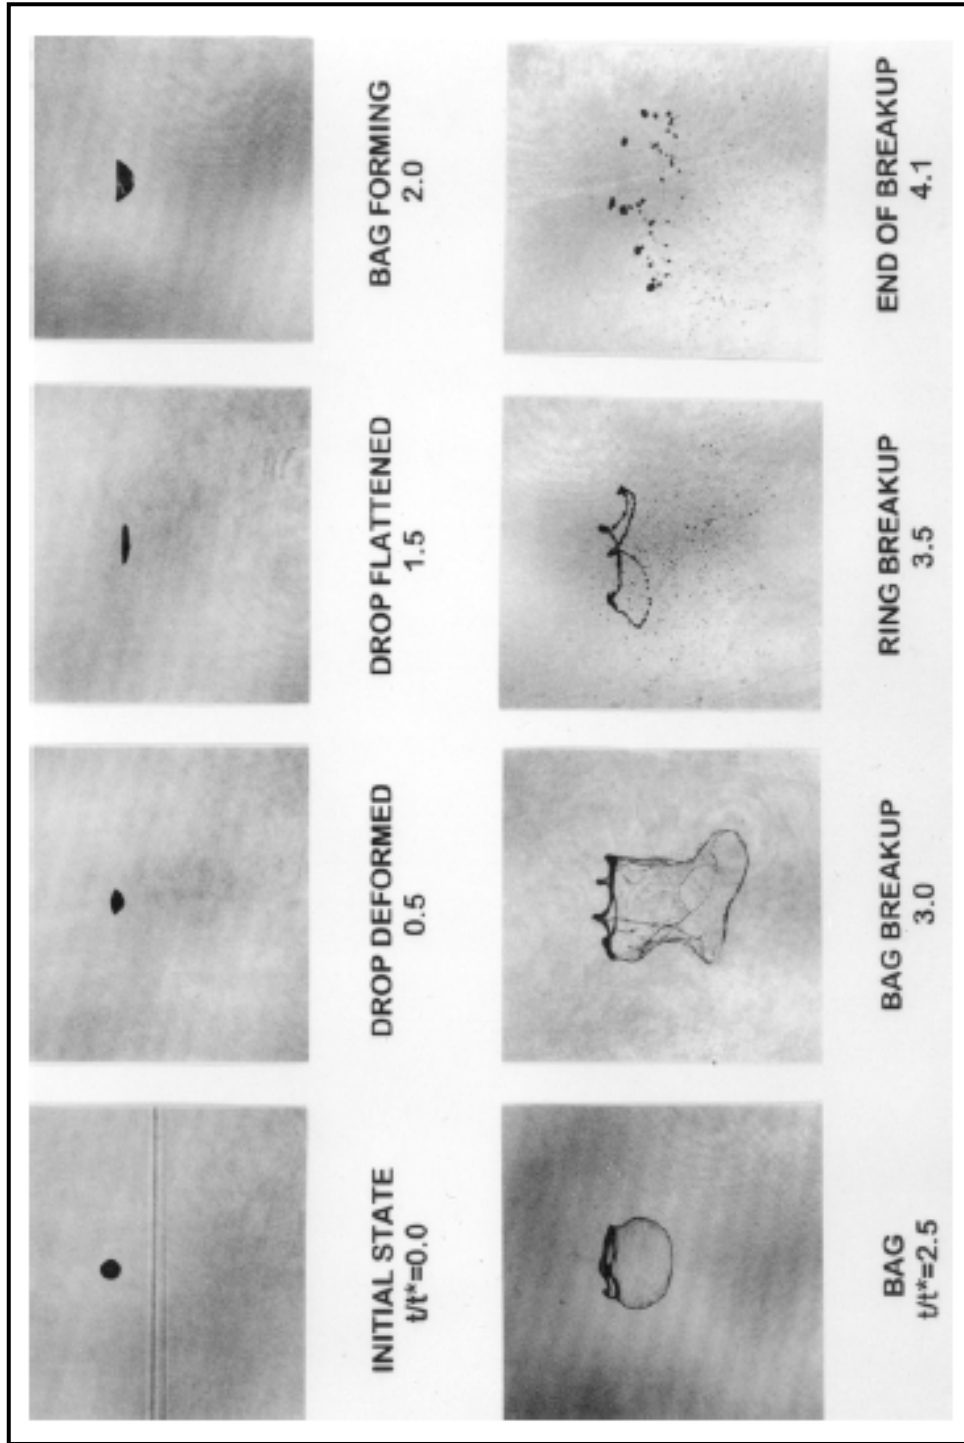 INITIAL STATE
t/t*=0.0
DROP DEFORMED
0.5
DROP FLATTENED
1.5
BAG FORMING
2.0
BAG
t/t*=2.5
BAG BREAKUP
3.0
RING BREAKUP
3.5
END OF BREAKUP
4.1